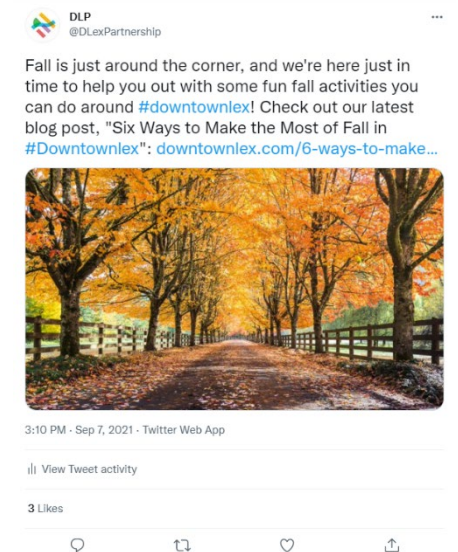 DLP
@DLexPartnership
Fall is just around the corner, and we're here just in
time to help you out with some fun fall activities you
can do around #downtownlex! Check out our latest
blog post, "Six Ways to Make the Most of Fall in
#Downtownlex": downtownlex.com/6-ways-to-make...
3:10 PM · Sep 7, 2021 · Twitter Web App
View Tweet activity
3 Likes